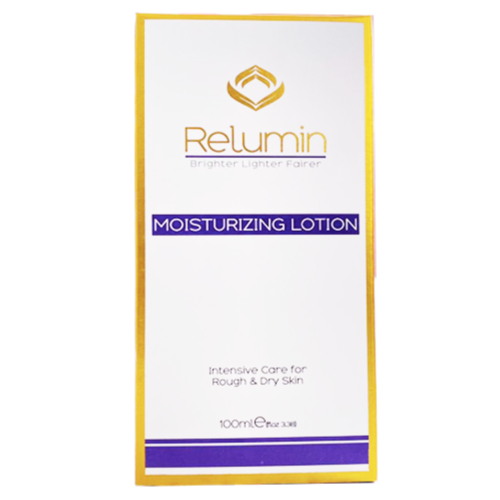 Relumin
Brighter Lighter Fairer
MOISTURIZING LOTION
Intensive Care for
Rough & Dry Skin
100ml℮